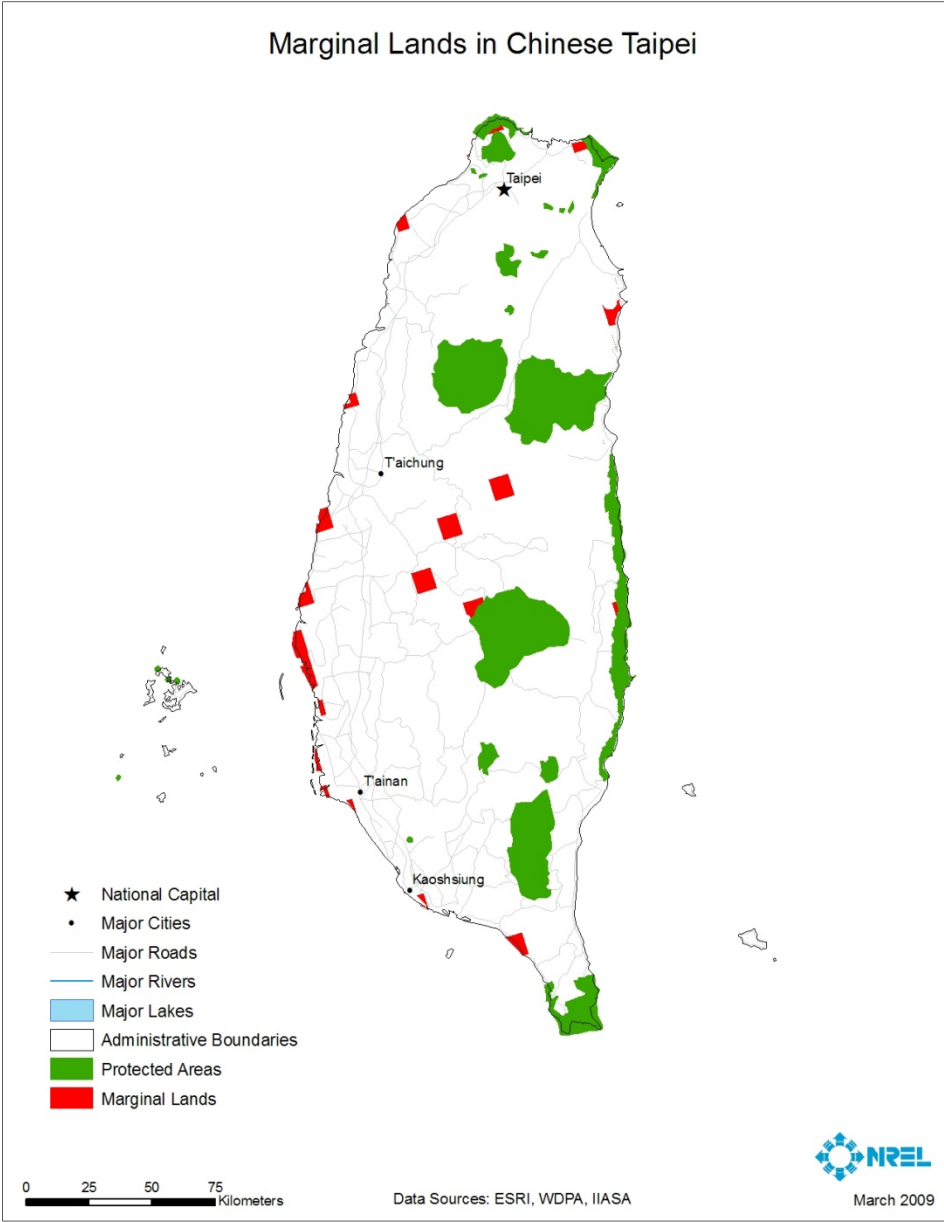 Marginal Lands in Chinese Taipei
Taipei
T'aichung
T'ainan
Kaoshsiung
National Capital
Major Cities
Major Roads
Major Rivers
Major Lakes
Administrative Boundaries
Protected Areas
Marginal Lands
0 25 50 75
Kilometers
Data Sources: ESRI, WDPA, IIASA
NREL
March 2009